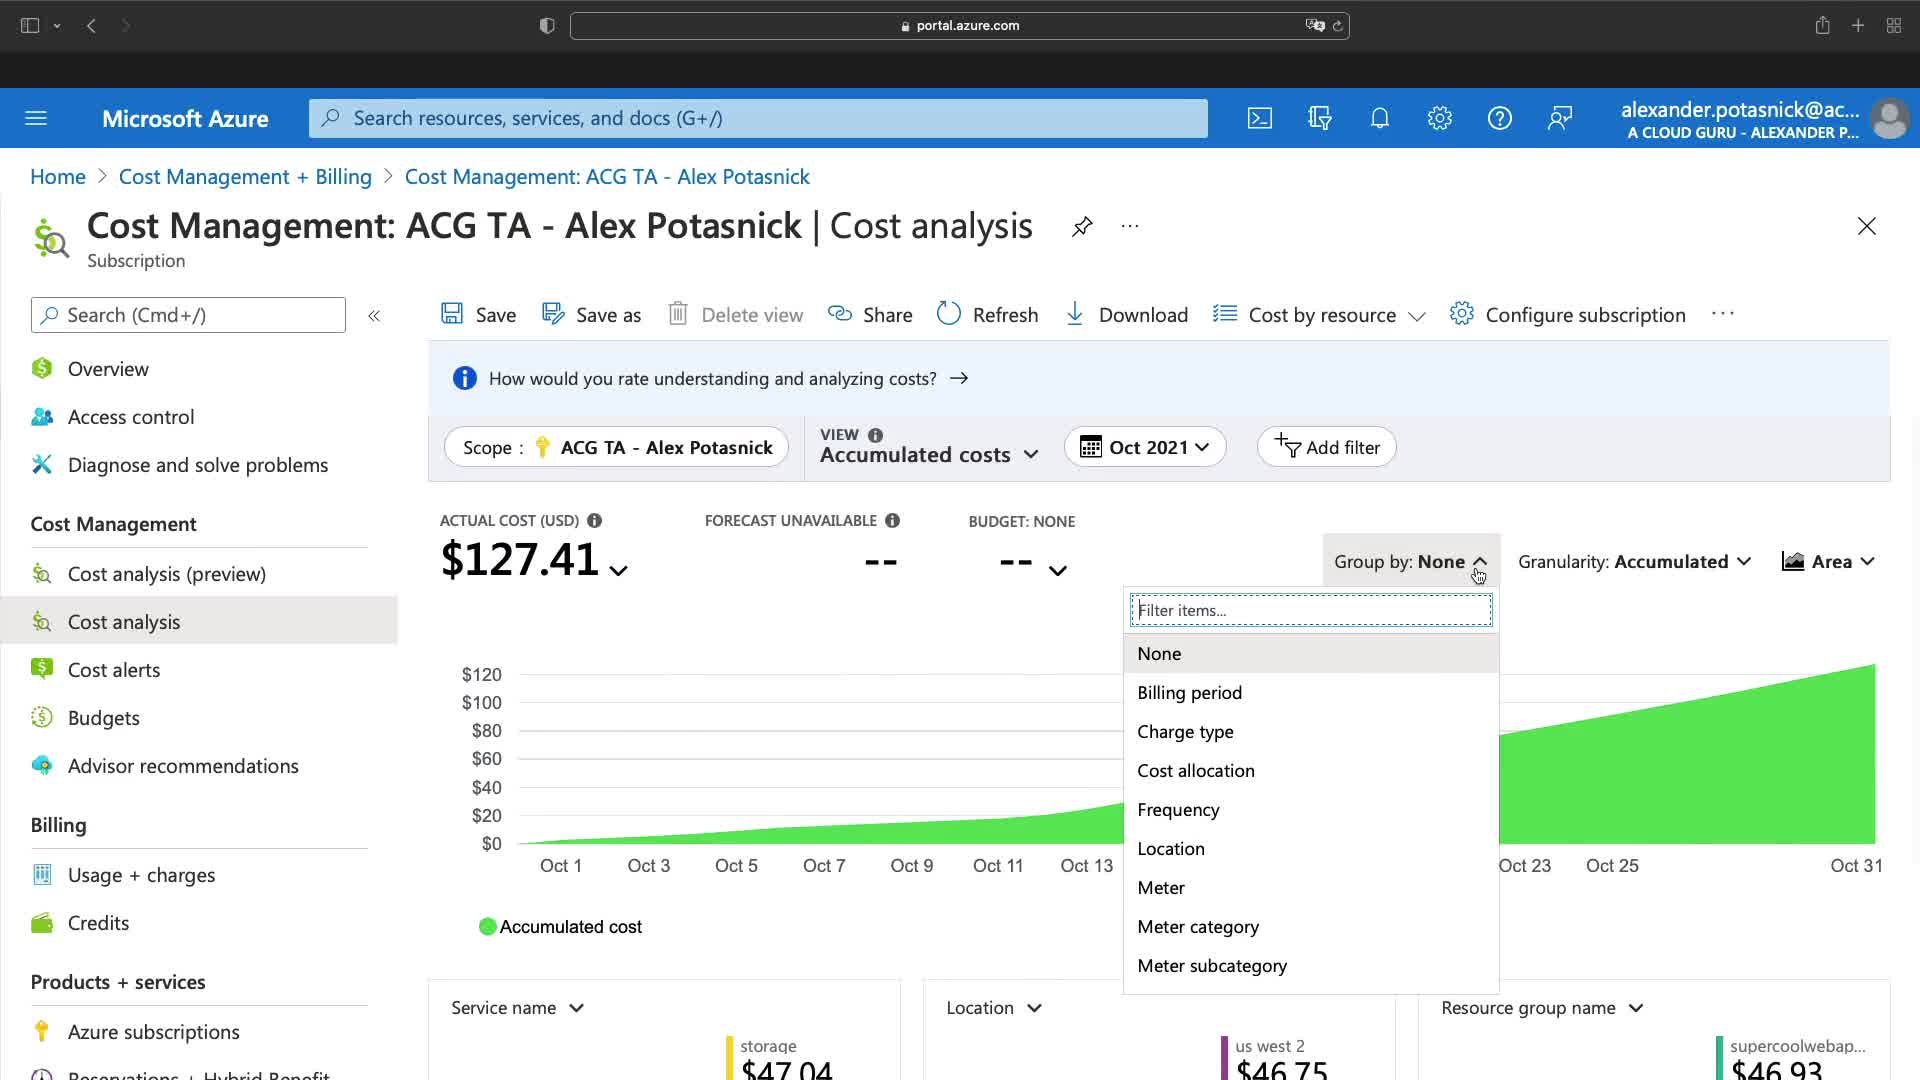 portal.azure.com
Microsoft Azure
Search resources, services, and docs (G+/)
alexander.potasnick@ac...
A CLOUD GURU - ALEXANDER P...
Home > Cost Management + Billing > Cost Management: ACG TA - Alex Potasnick
Cost Management: ACG TA - Alex Potasnick | Cost analysis
Subscription
Search (Cmd+/)
Overview
Access control
Diagnose and solve problems
Cost Management
Cost analysis (preview)
Cost analysis
Cost alerts
Budgets
Advisor recommendations
Billing
Usage + charges
Credits
Products + services
Azure subscriptions
Reservations + Hybrid Benefit
Save
Save as
Delete view
Share
Refresh
Download
Cost by resource
Configure subscription
How would you rate understanding and analyzing costs? →
Scope : ACG TA - Alex Potasnick
VIEW
Accumulated costs
Oct 2021
Add filter
ACTUAL COST (USD)
$127.41
FORECAST UNAVAILABLE
--
BUDGET: NONE
--
Group by: None
Granularity: Accumulated
Area
Filter items...
None
Billing period
Charge type
Cost allocation
Frequency
Location
Meter
Meter category
Meter subcategory
$120
$100
$80
$60
$40
$20
$0
Oct 1 Oct 3 Oct 5 Oct 7 Oct 9 Oct 11 Oct 13 Oct 23 Oct 25 Oct 31
Accumulated cost
Service name
storage
$47.04
Location
us west 2
$46.75
Resource group name
supercoolwebap...
$46.93